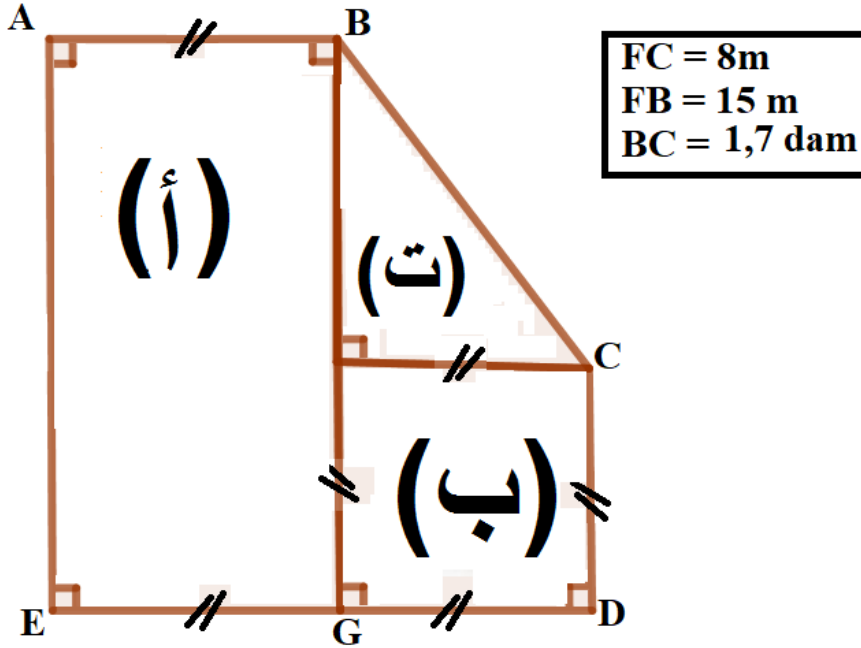 A
B
FC = 8m
FB = 15 m
BC = 1,7 dam
(أ)
(ت)
C
(ب)
E
G
D